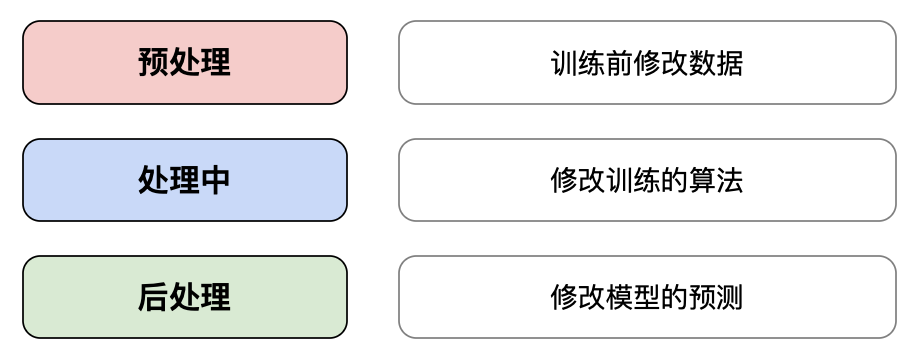 预处理
训练前修改数据
处理中
修改训练的算法
后处理
修改模型的预测